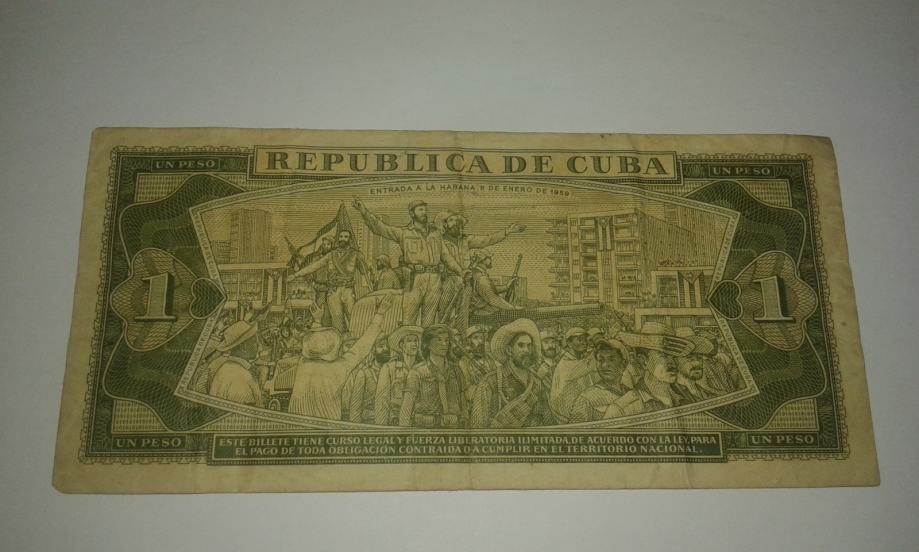 UN PESO
REPUBLICA DE CUBA
UN PESO
ENTRADA A LA HABANA 8 DE ENERO DE 1959
1
1
UN PESO
ESTE BILLETE TIENE CURSO LEGAL Y FUERZA LIBERATORIA ILIMITADA, DE ACUERDO CON LA LEY, PARA
EL PAGO DE TODA OBLIGACIÓN CONTRAIDA O A CUMPLIR EN EL TERRITORIO NACIONAL.
UN PESO